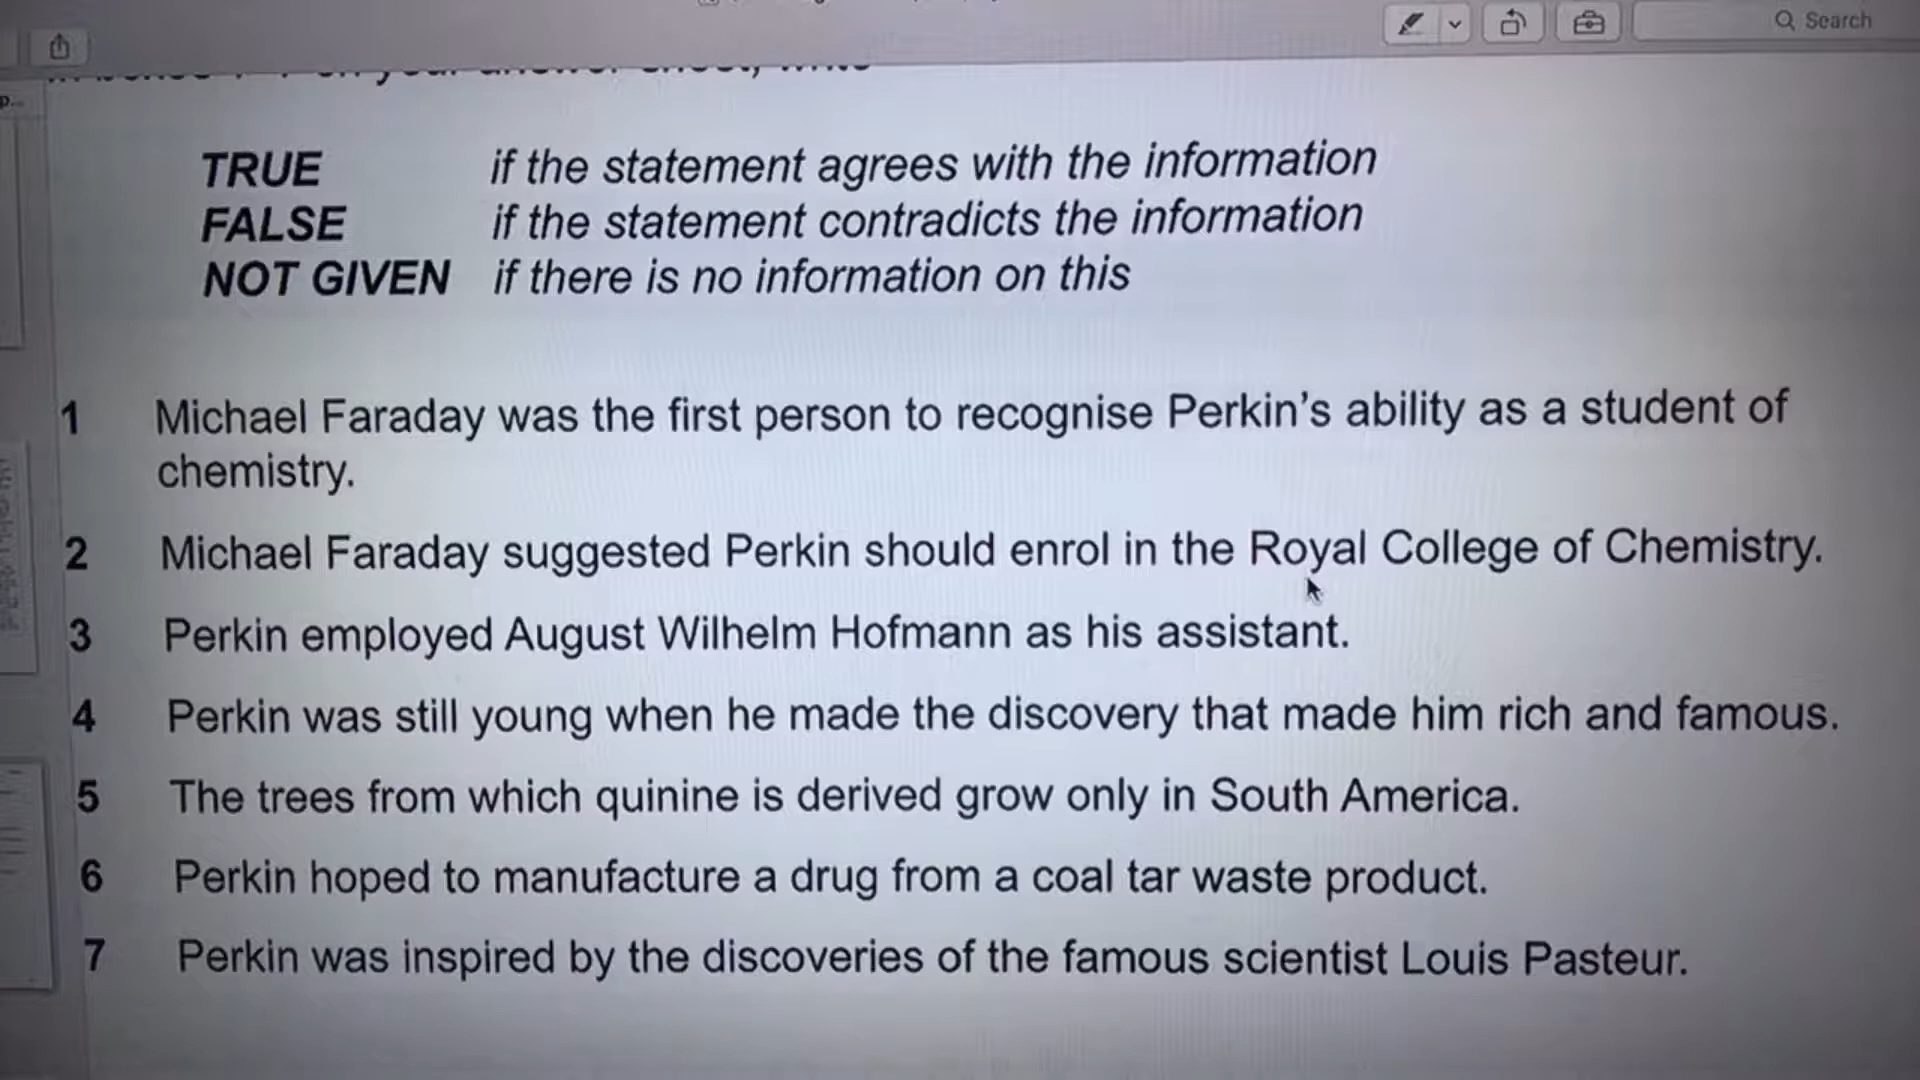 Search
p...
TRUE if the statement agrees with the information
FALSE if the statement contradicts the information
NOT GIVEN if there is no information on this
1 Michael Faraday was the first person to recognise Perkin's ability as a student of
chemistry.
2 Michael Faraday suggested Perkin should enrol in the Royal College of Chemistry.
3 Perkin employed August Wilhelm Hofmann as his assistant.
4 Perkin was still young when he made the discovery that made him rich and famous.
5 The trees from which quinine is derived grow only in South America.
6 Perkin hoped to manufacture a drug from a coal tar waste product.
7 Perkin was inspired by the discoveries of the famous scientist Louis Pasteur.